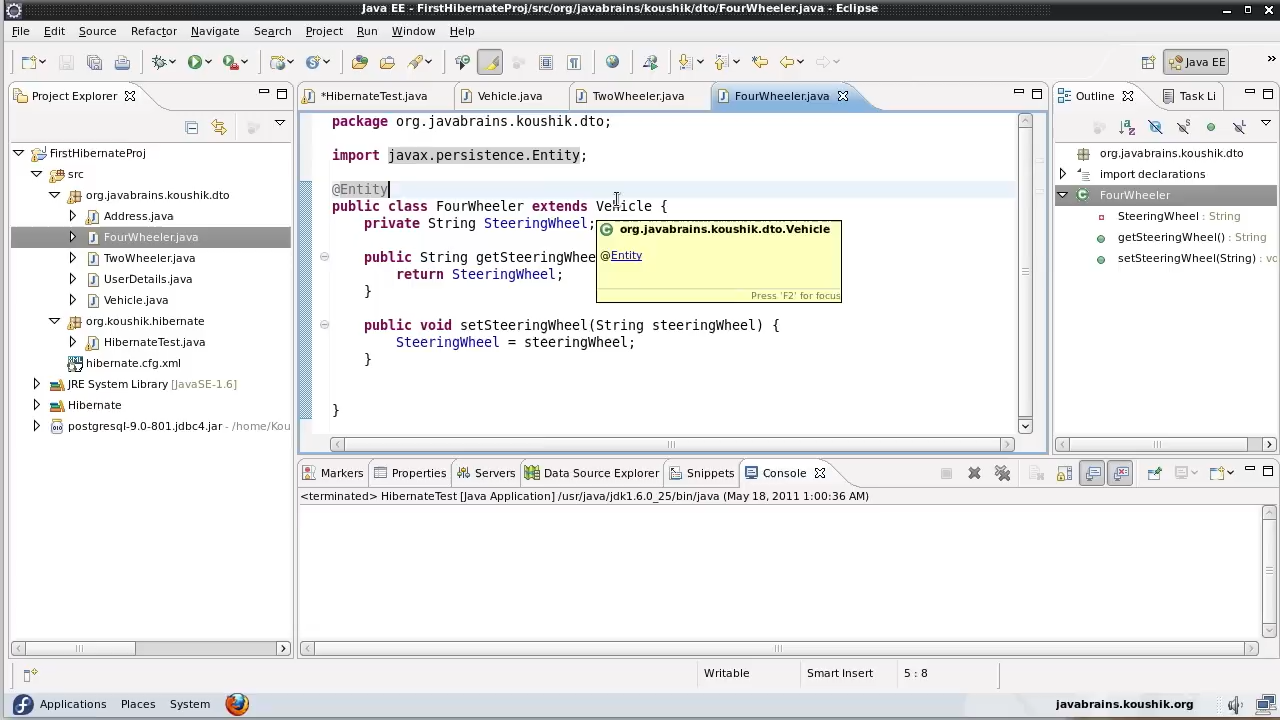 Java EE - FirstHibernateProj/src/org/javabrains/koushik/dto/FourWheeler.java - Eclipse
File Edit Source Refactor Navigate Search Project Run Window Help
Java EE
Project Explorer
*HibernateTest.java Vehicle.java TwoWheeler.java FourWheeler.java
Outline Task Li
FirstHibernateProj
src
org.javabrains.koushik.dto
Address.java
FourWheeler.java
TwoWheeler.java
UserDetails.java
Vehicle.java
org.koushik.hibernate
HibernateTest.java
hibernate.cfg.xml
JRE System Library [JavaSE-1.6]
Hibernate
postgresql-9.0-801.jdbc4.jar - /home/Kou
package org.javabrains.koushik.dto;
import javax.persistence.Entity;
@Entity
public class FourWheeler extends Vehicle {
private String SteeringWheel;
public String getSteeringWhee
return SteeringWheel;
}
public void setSteeringWheel(String steeringWheel) {
SteeringWheel = steeringWheel;
}
}
org.javabrains.koushik.dto.Vehicle
@Entity
Press 'F2' for focus
org.javabrains.koushik.dto
import declarations
FourWheeler
SteeringWheel : String
getSteeringWheel() : String
setSteeringWheel(String) : vo
Markers Properties Servers Data Source Explorer Snippets Console
<terminated> HibernateTest [Java Application] /usr/java/jdk1.6.0_25/bin/java (May 18, 2011 1:00:36 AM)
Writable Smart Insert 5 : 8
Applications Places System
javabrains.koushik.org